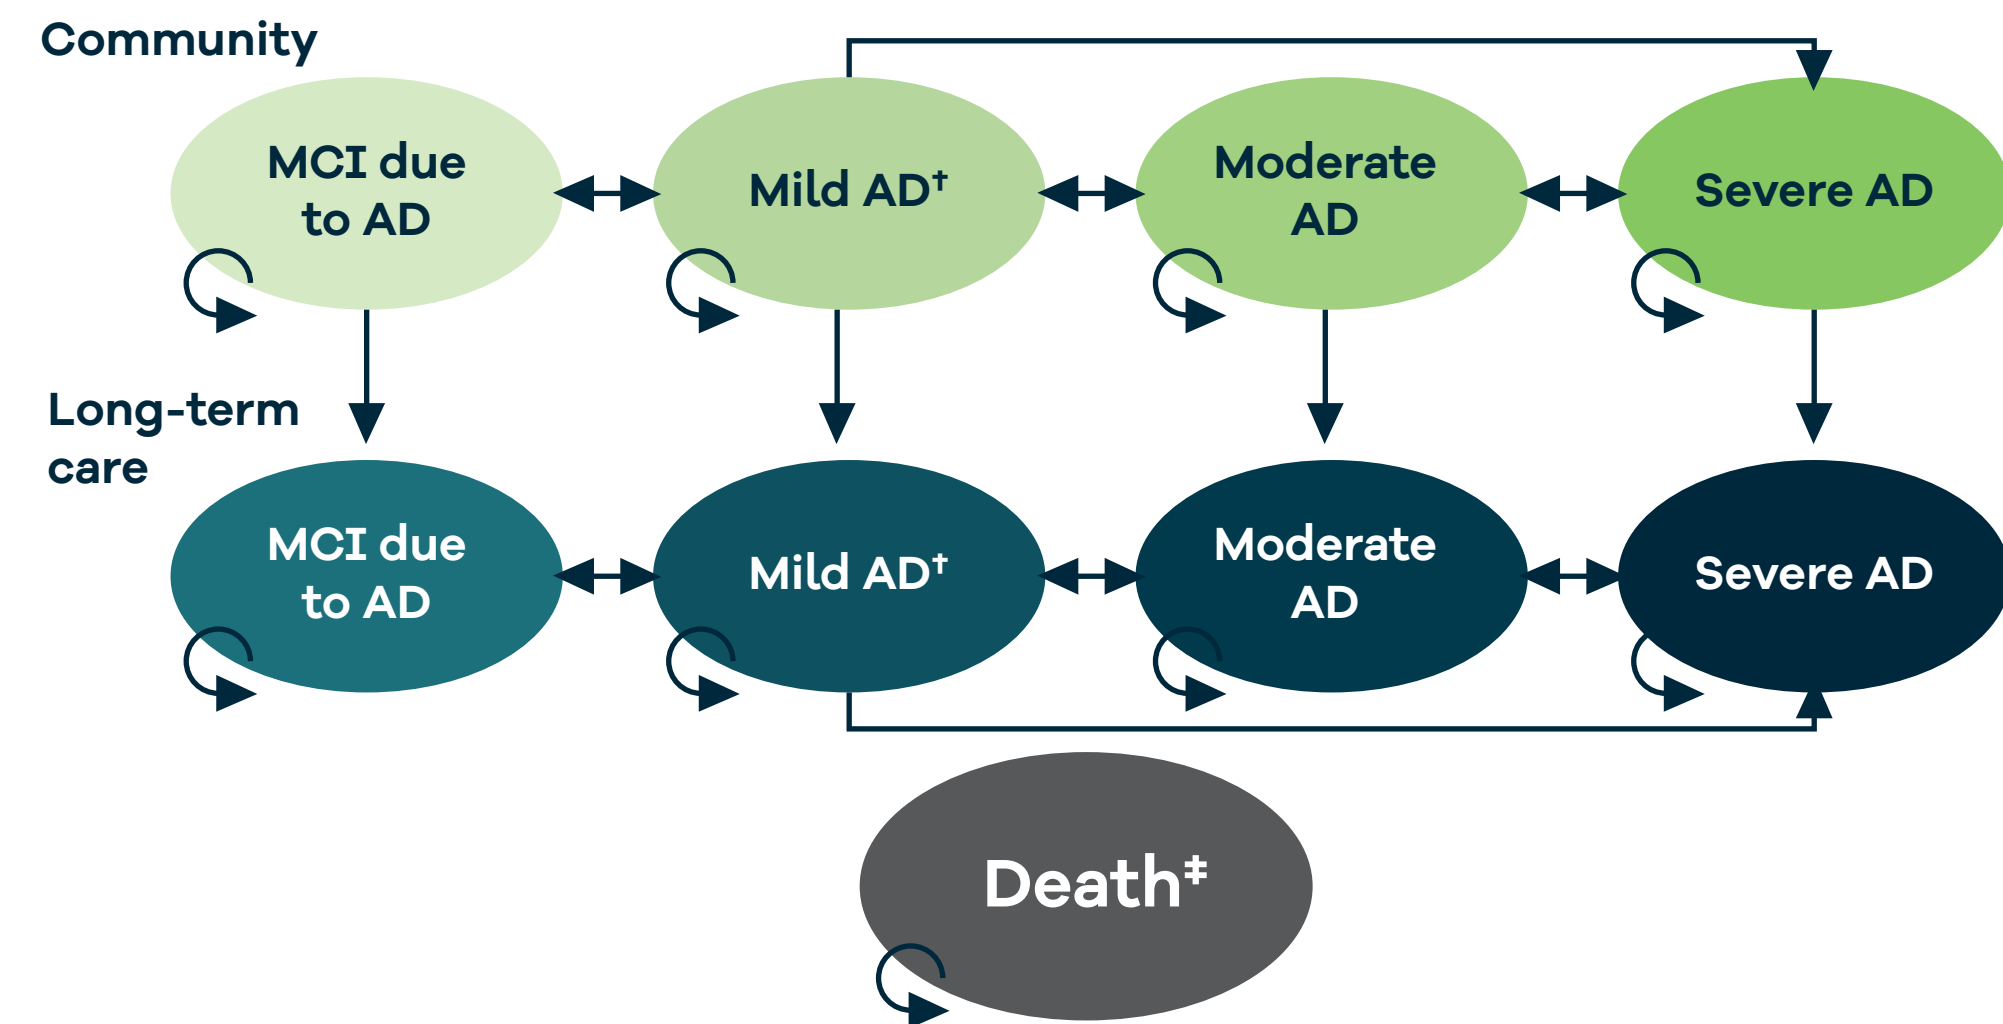 Community
MCI due
to AD
Mild AD†
Moderate
AD
Severe AD
Long-term
care
MCI due
to AD
Mild AD†
Moderate
AD
Severe AD
Death‡